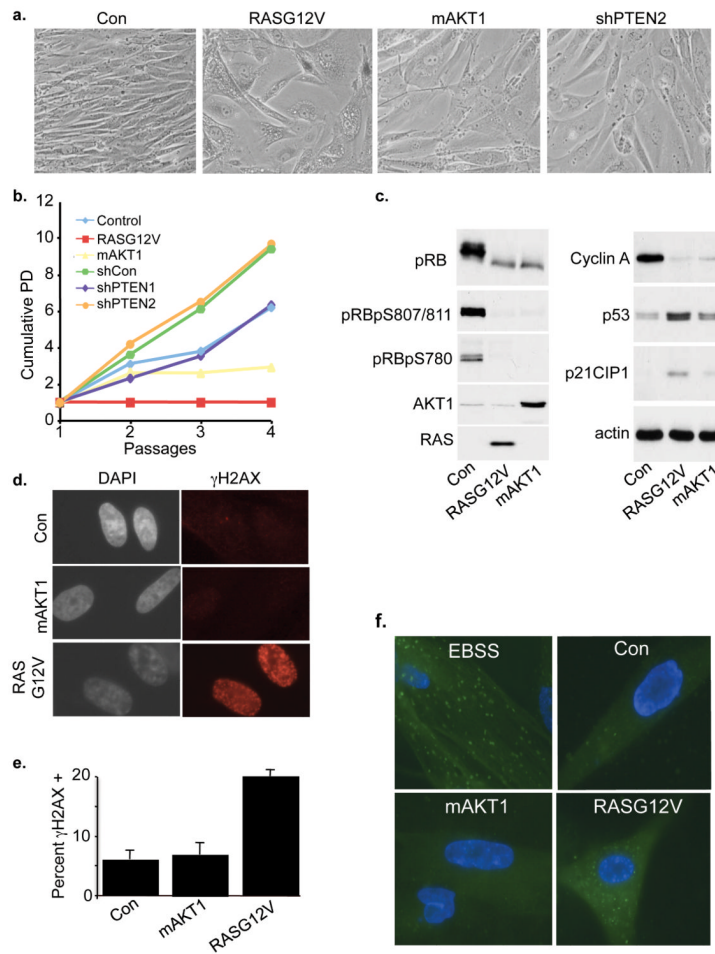 a.
Con RASG12V mAKT1 shPTEN2
b.
Cumulative PD
12
10
8
6
4
2
0
Control
RASG12V
mAKT1
shCon
shPTEN1
shPTEN2
1 2 3 4
Passages
c.
pRB
pRBpS807/811
pRBpS780
AKT1
RAS
Con
RASG12V
mAKT1
Cyclin A
p53
p21CIP1
actin
Con
RASG12V
mAKT1
d.
DAPI γH2AX
Con
mAKT1
RAS
G12V
e.
Percent γH2AX +
20
10
0
Con
mAKT1
RASG12V
f.
EBSS Con
mAKT1 RASG12V